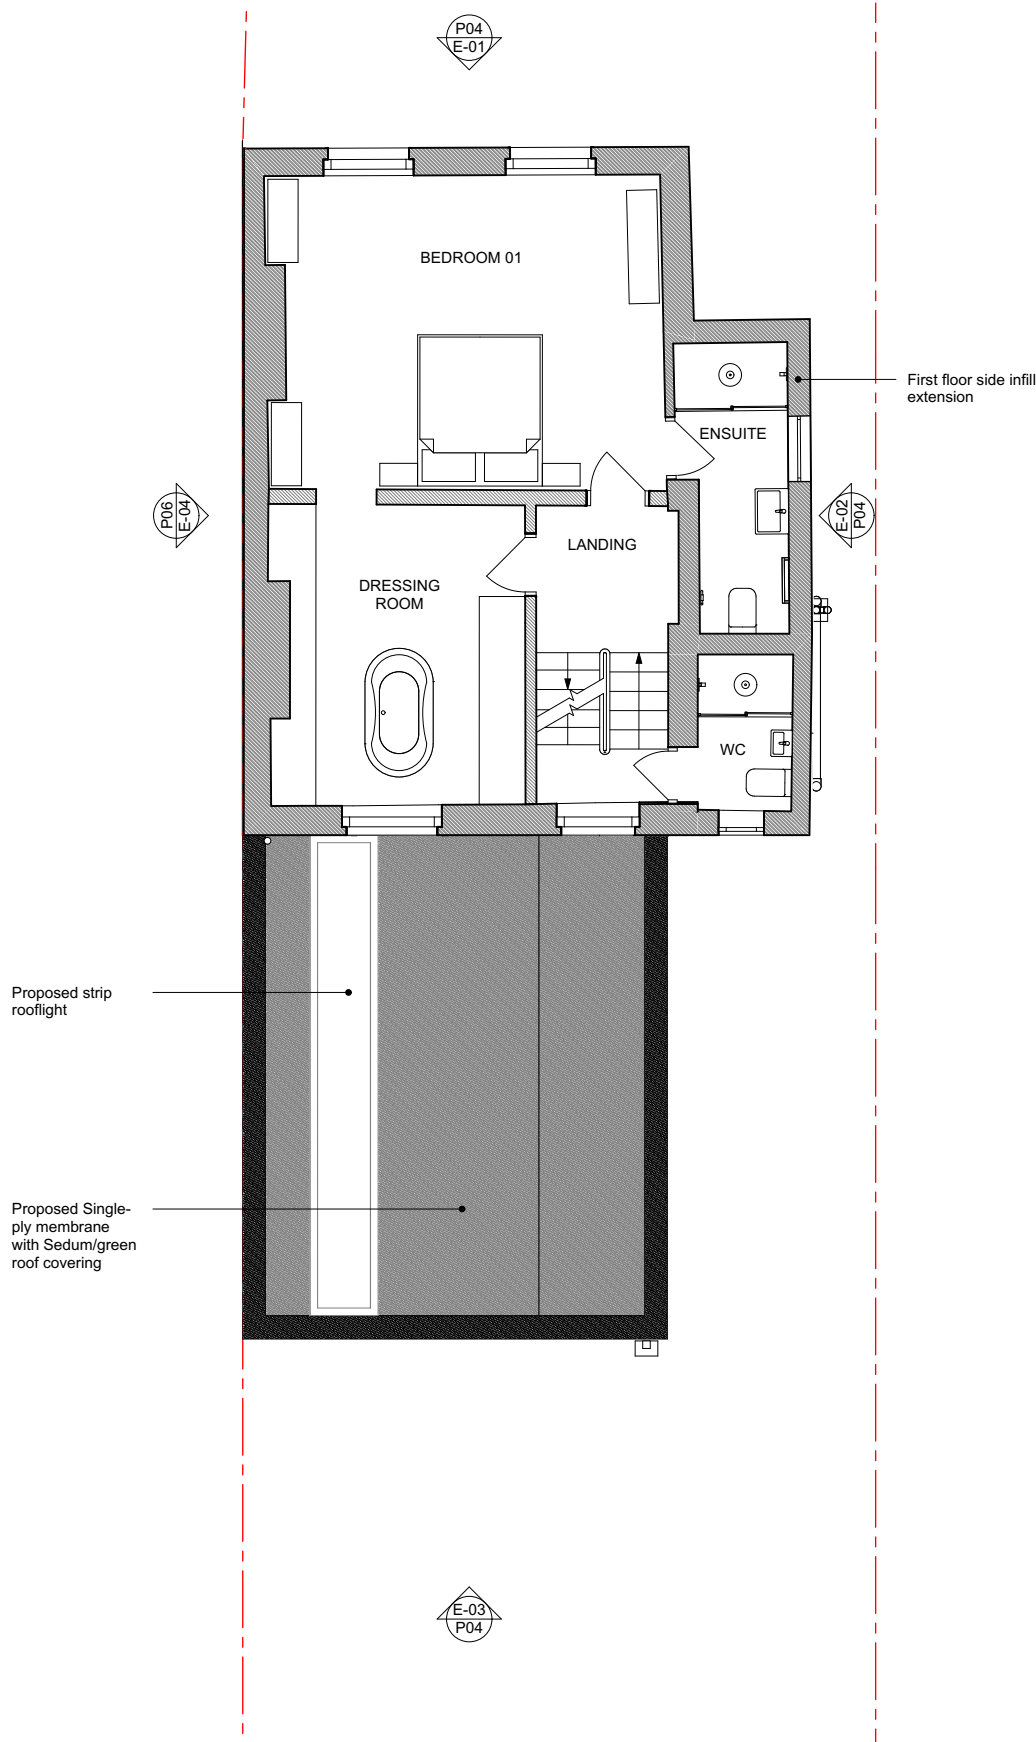 P04
E-01
BEDROOM 01
First floor side infill
extension
ENSUITE
P06
E-04
E-02
P04
LANDING
DRESSING
ROOM
WC
Proposed strip
rooflight
Proposed Single-
ply membrane
with Sedum/green
roof covering
E-03
P04